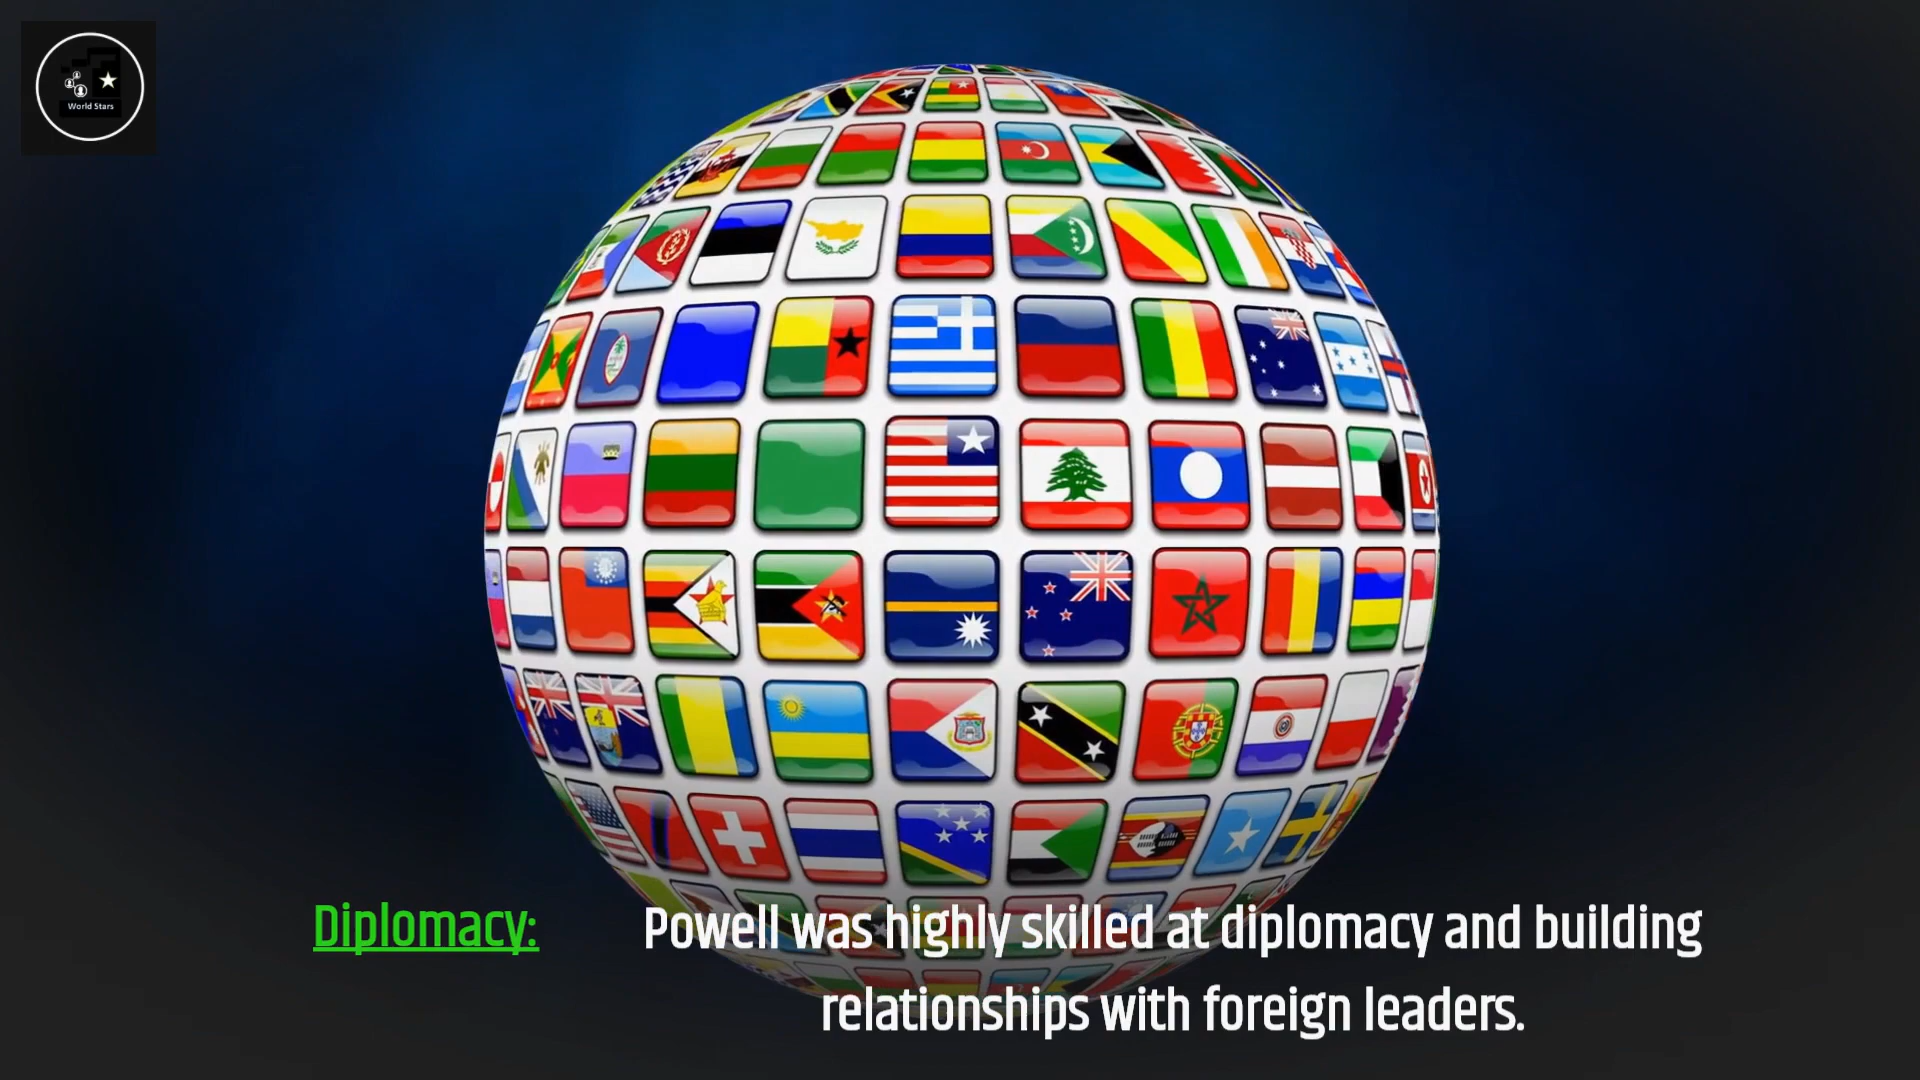 World Stars
Diplomacy: Powell was highly skilled at diplomacy and building
relationships with foreign leaders.